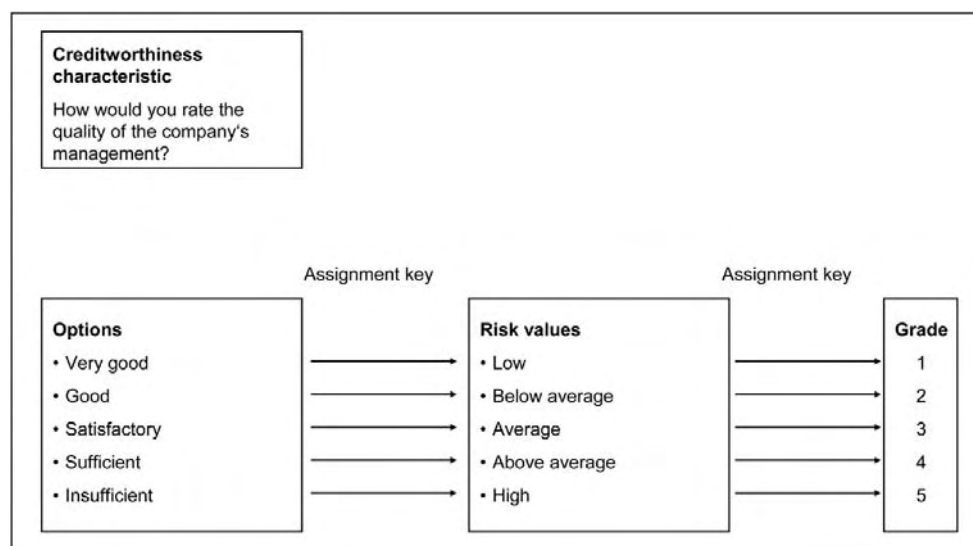 Creditworthiness
characteristic
How would you rate the
quality of the company‘s
management?
Assignment key
Assignment key
Options
• Very good
• Good
• Satisfactory
• Sufficient
• Insufficient
Risk values
• Low
• Below average
• Average
• Above average
• High
Grade
1
2
3
4
5